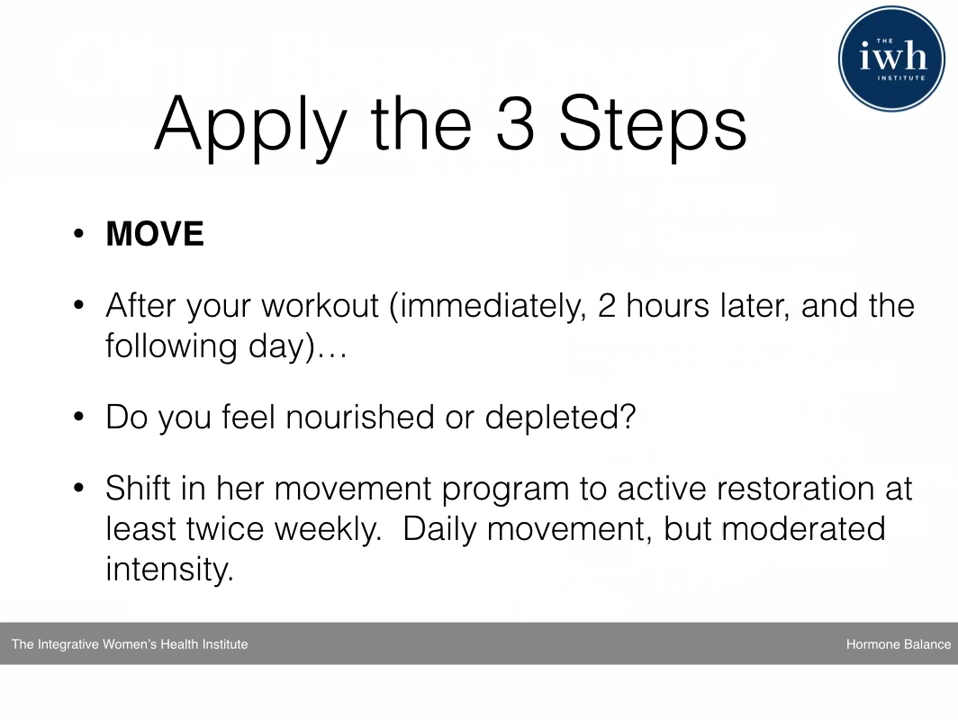 THE
iwh
INSTITUTE
Apply the 3 Steps
• MOVE
• After your workout (immediately, 2 hours later, and the
following day)…
• Do you feel nourished or depleted?
• Shift in her movement program to active restoration at
least twice weekly.  Daily movement, but moderated
intensity.
The Integrative Women’s Health Institute
Hormone Balance